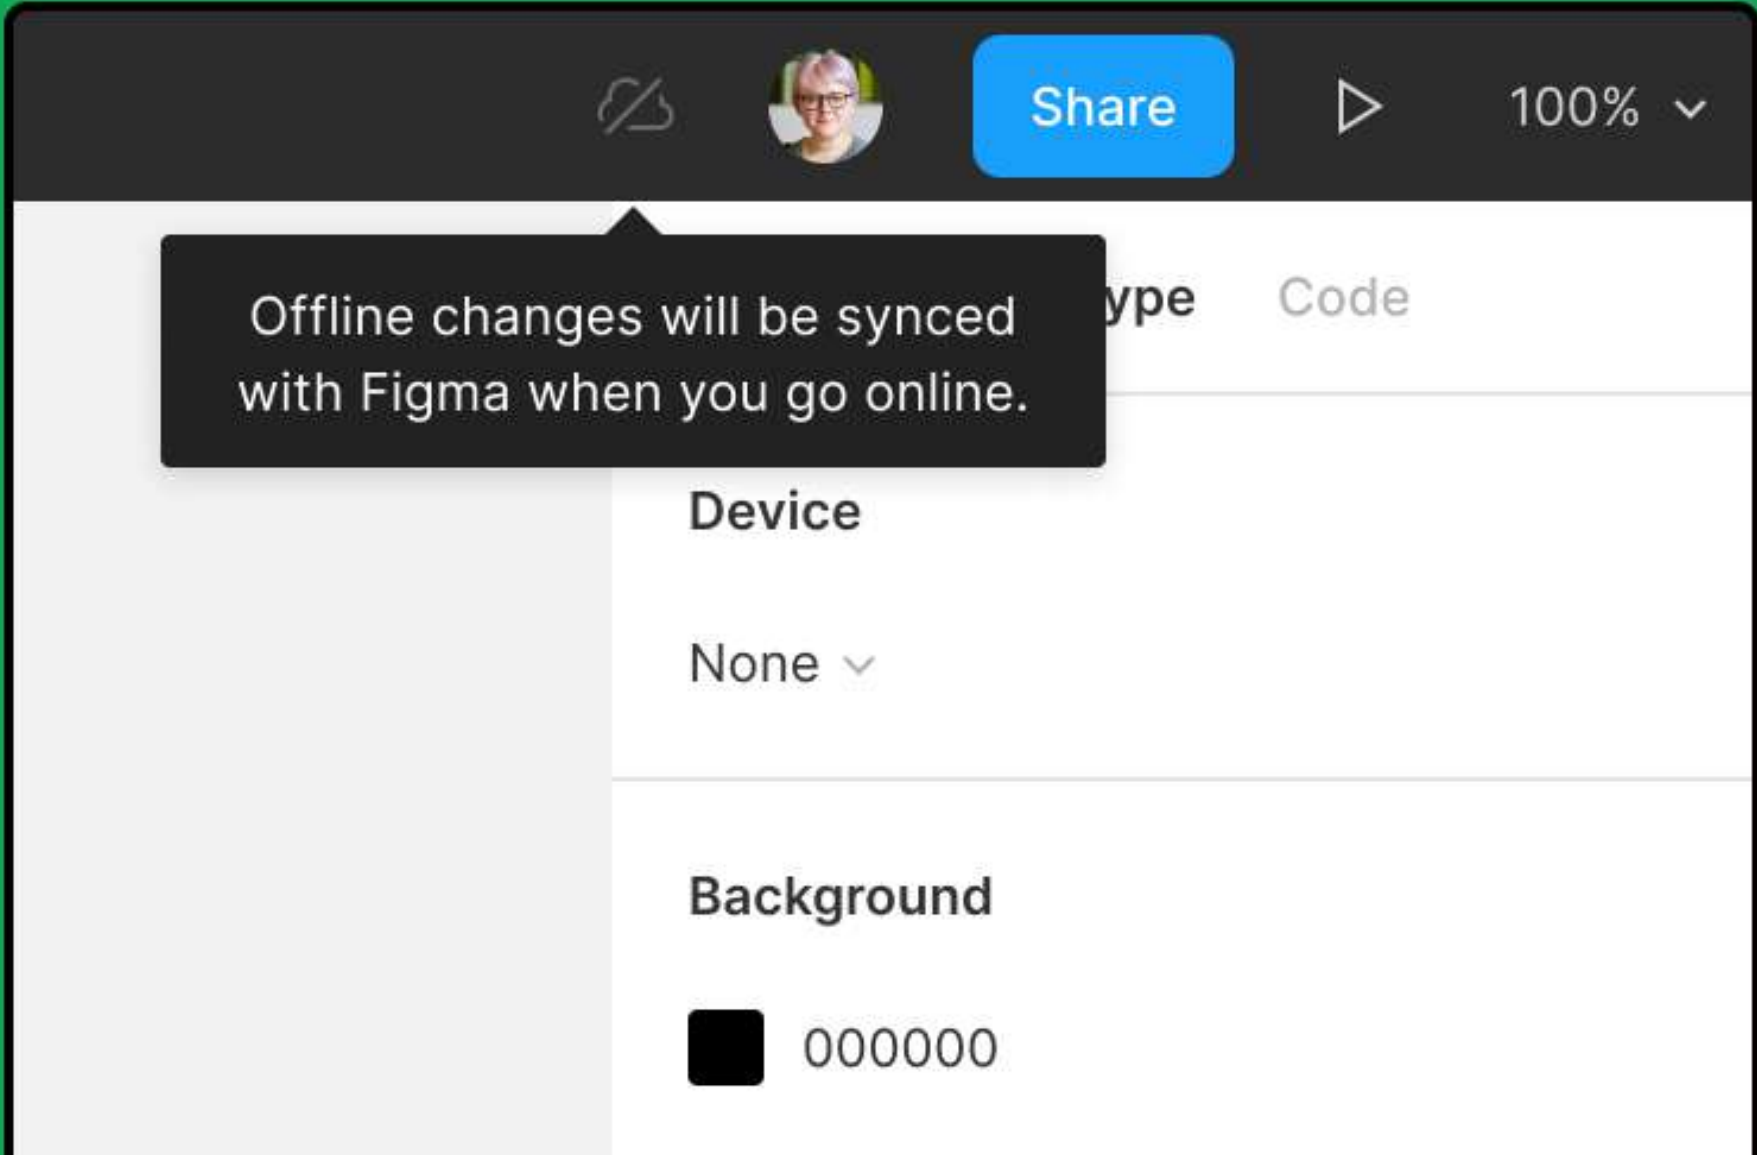 Share
100%
Offline changes will be synced
with Figma when you go online.
ype
Code
Device
None
Background
000000